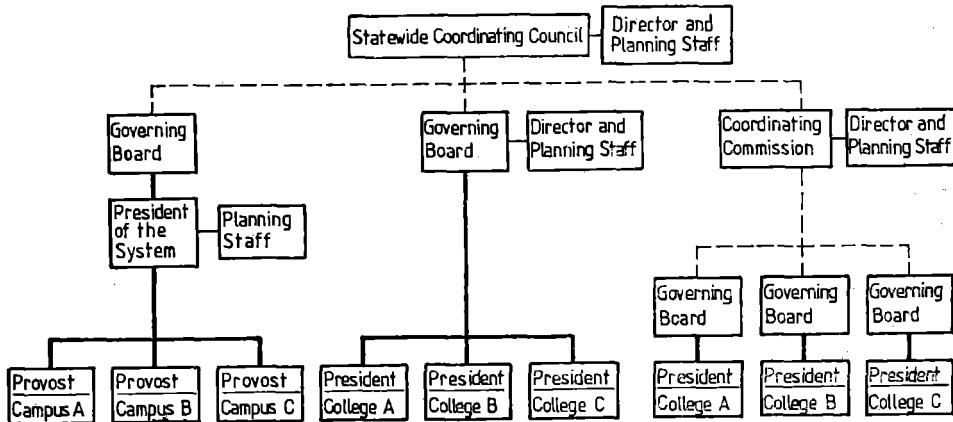 Statewide Coordinating Council
Director and
Planning Staff
Governing
Board
Governing
Board
Director and
Planning Staff
Coordinating
Commission
Director and
Planning Staff
President
of the
System
Planning
Staff
Governing
Board
Governing
Board
Governing
Board
Provost
Campus A
Provost
Campus B
Provost
Campus C
President
College A
President
College B
President
College C
President
College A
President
College B
President
College C